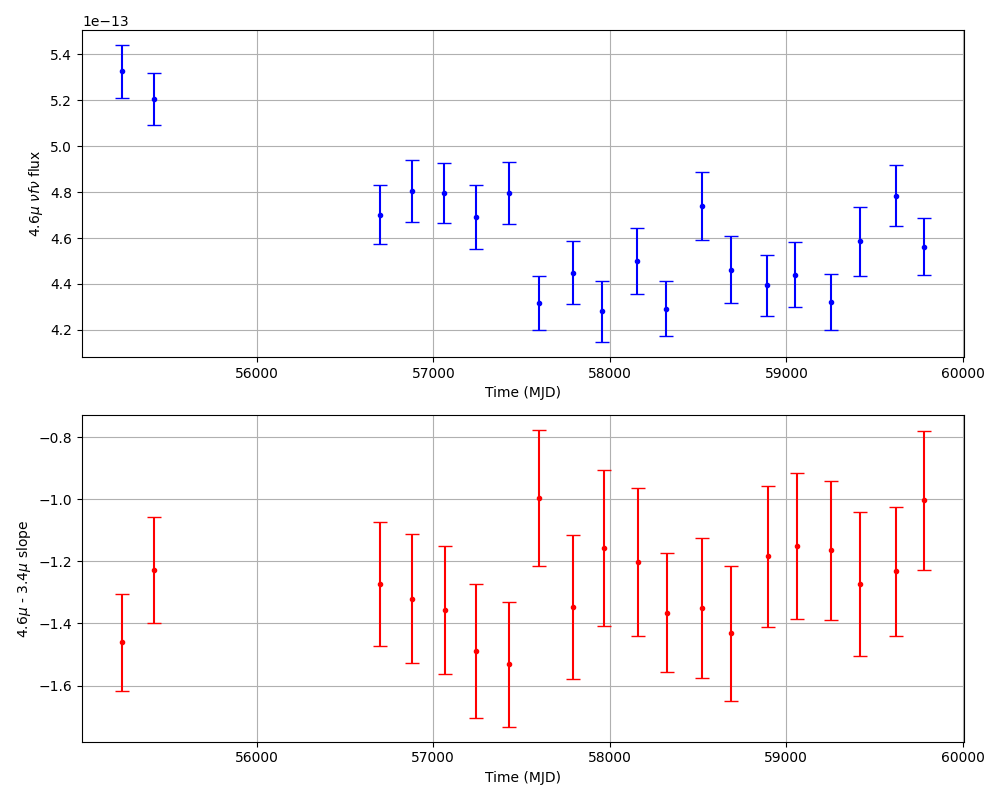 1e−13
5.4
5.2
5.0
4.8
4.6
4.4
4.2
4.6μ νfν flux
56000 57000 58000 59000 60000
Time (MJD)
−0.8
−1.0
−1.2
−1.4
−1.6
4.6μ - 3.4μ slope
56000 57000 58000 59000 60000
Time (MJD)